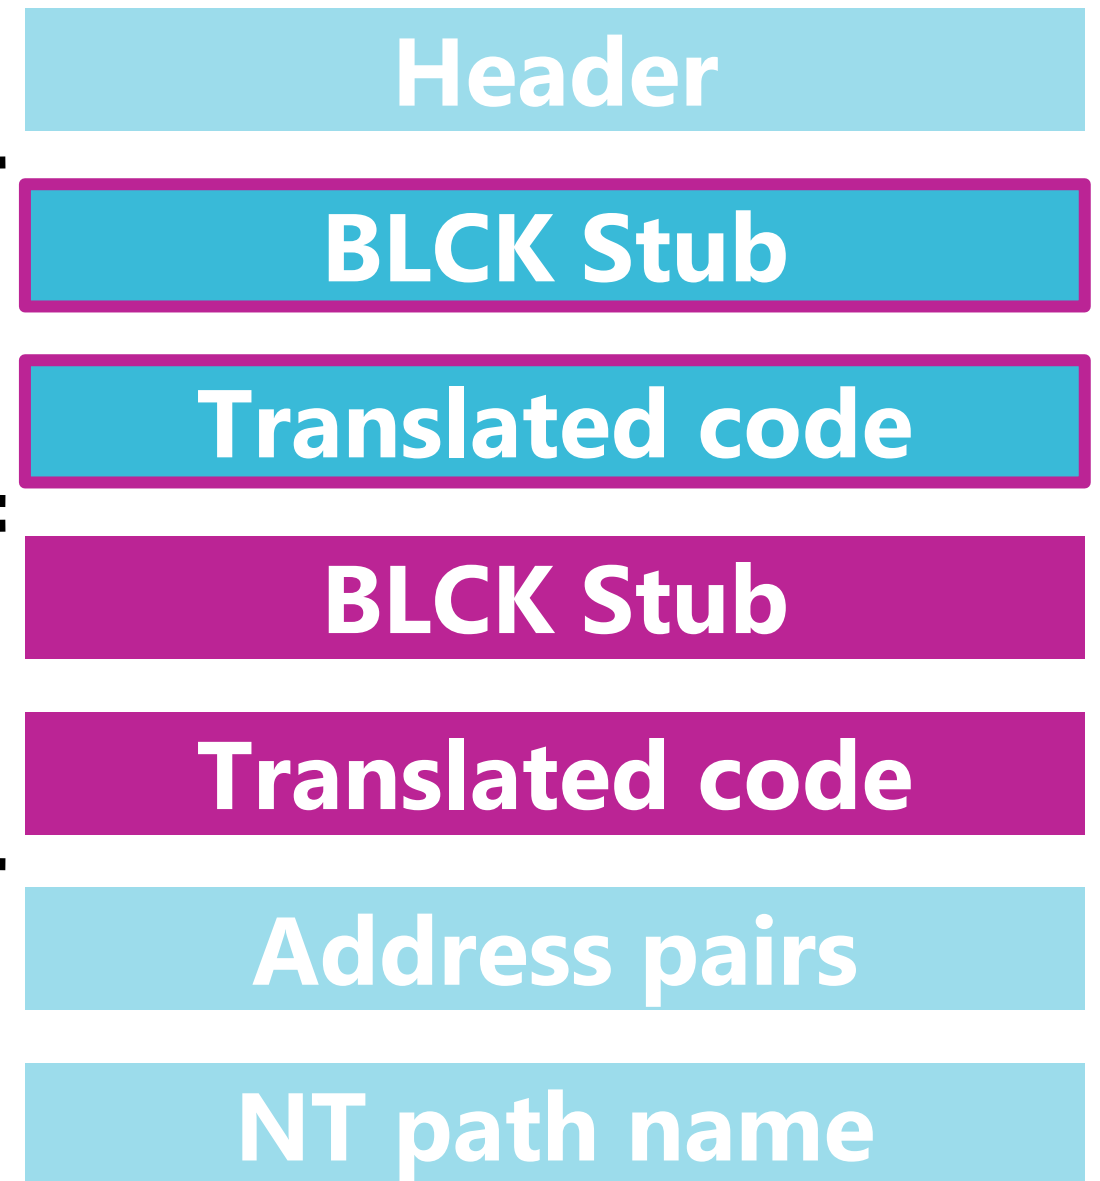 Header
BLCK Stub
Translated code
BLCK Stub
Translated code
Address pairs
NT path name